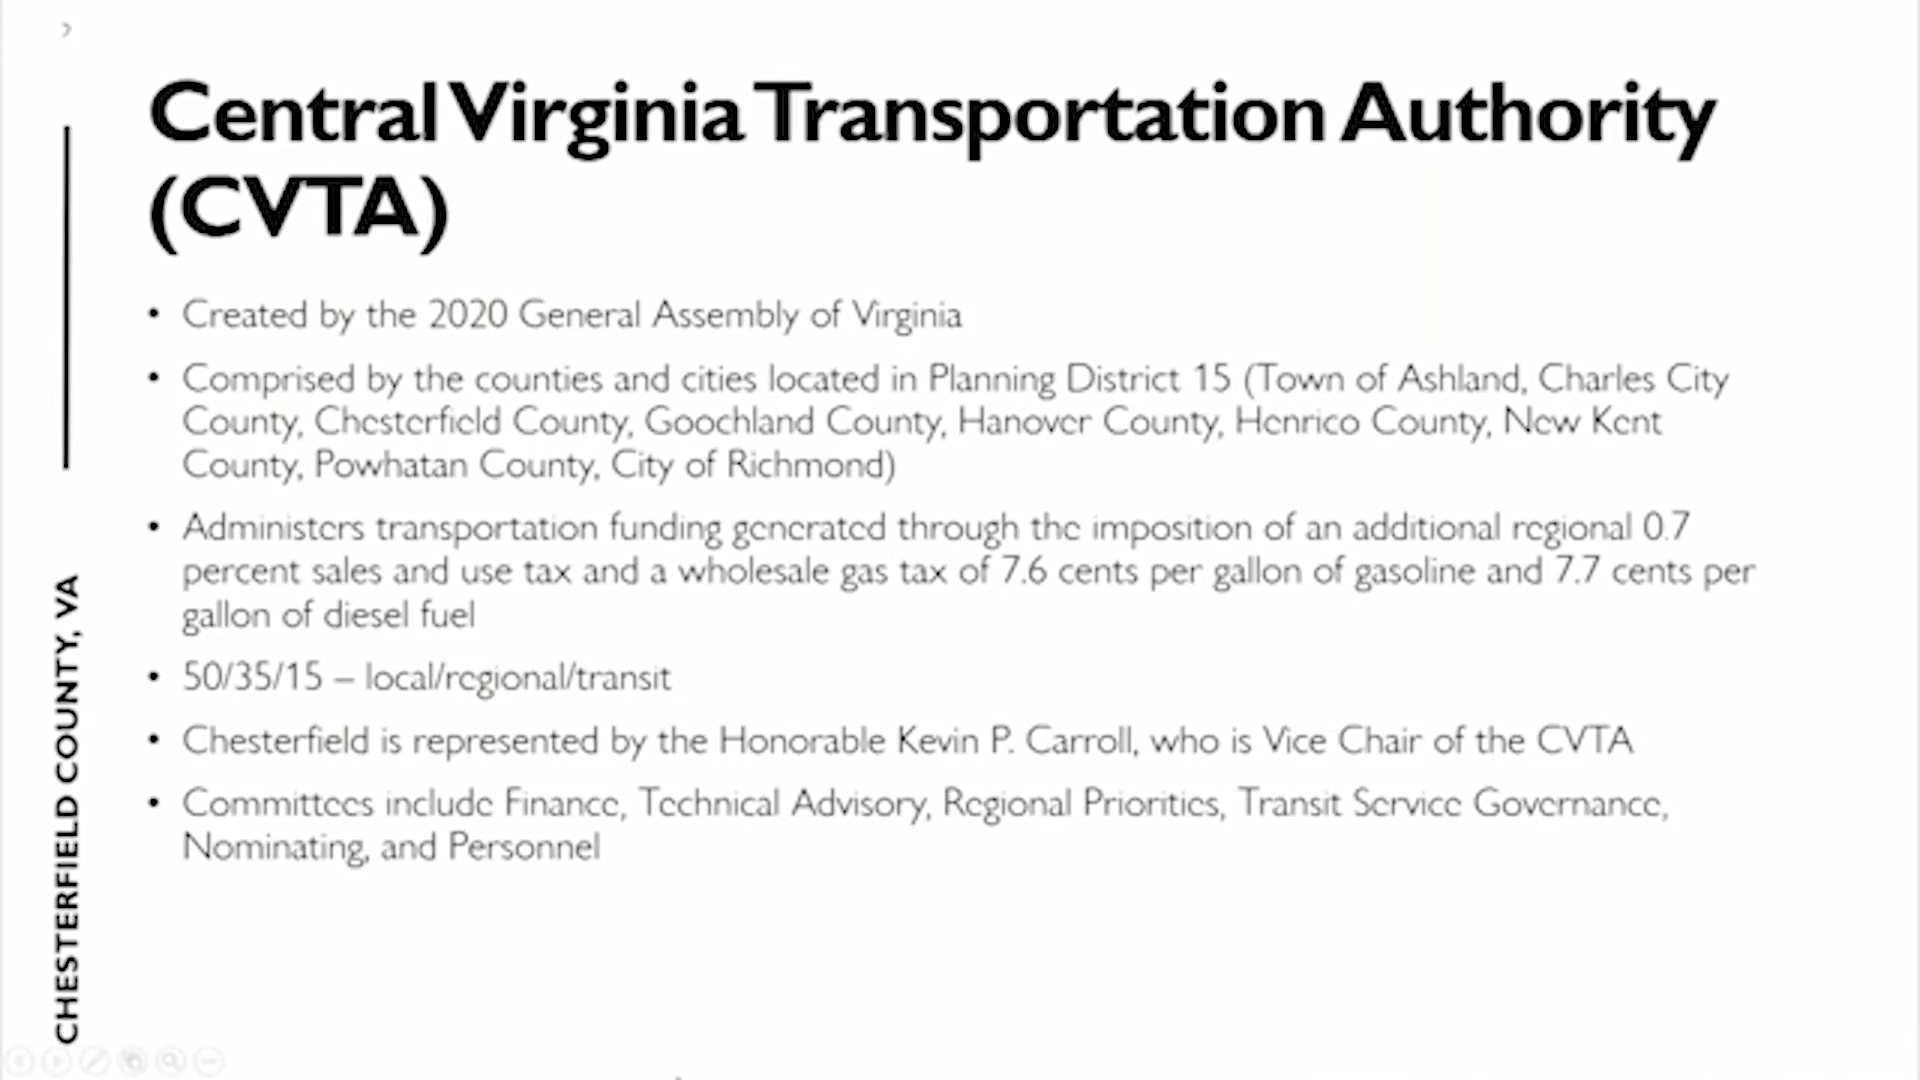 Central Virginia Transportation Authority
(CVTA)
• Created by the 2020 General Assembly of Virginia
• Comprised by the counties and cities located in Planning District 15 (Town of Ashland, Charles City
County, Chesterfield County, Goochland County, Hanover County, Henrico County, New Kent
County, Powhatan County, City of Richmond)
• Administers transportation funding generated through the imposition of an additional regional 0.7
percent sales and use tax and a wholesale gas tax of 7.6 cents per gallon of gasoline and 7.7 cents per
gallon of diesel fuel
• 50/35/15 – local/regional/transit
• Chesterfield is represented by the Honorable Kevin P. Carroll, who is Vice Chair of the CVTA
• Committees include Finance, Technical Advisory, Regional Priorities, Transit Service Governance,
Nominating, and Personnel
CHESTERFIELD COUNTY, VA